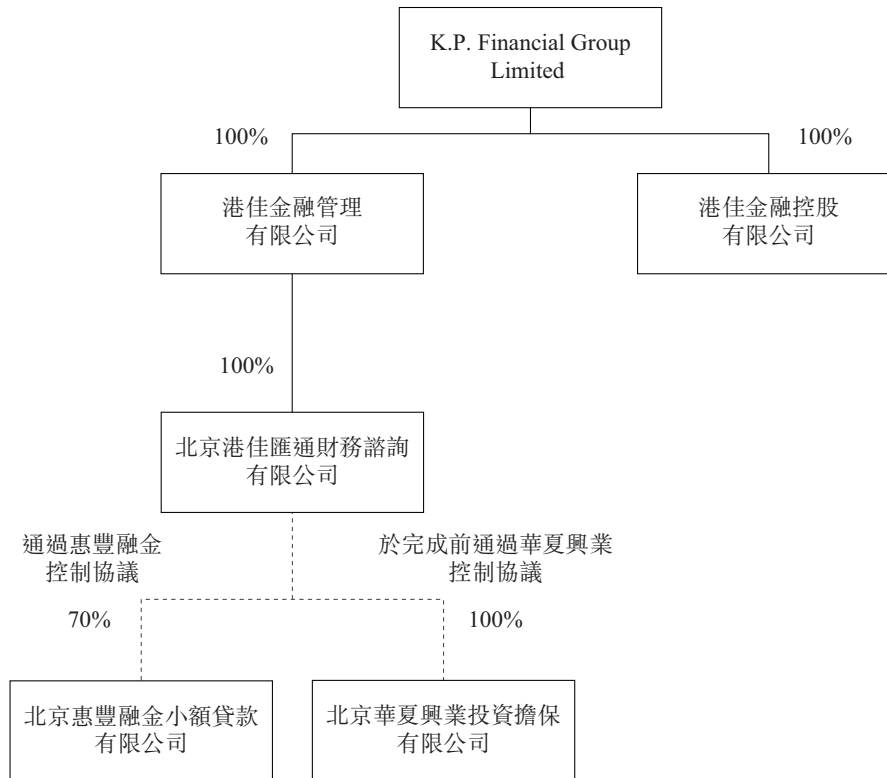 K.P. Financial Group
Limited
100%
100%
港佳金融管理
有限公司
港佳金融控股
有限公司
100%
北京港佳匯通財務諮詢
有限公司
通過惠豐融金
控制協議
於完成前通過華夏興業
控制協議
70%
100%
北京惠豐融金小額貸款
有限公司
北京華夏興業投資擔保
有限公司